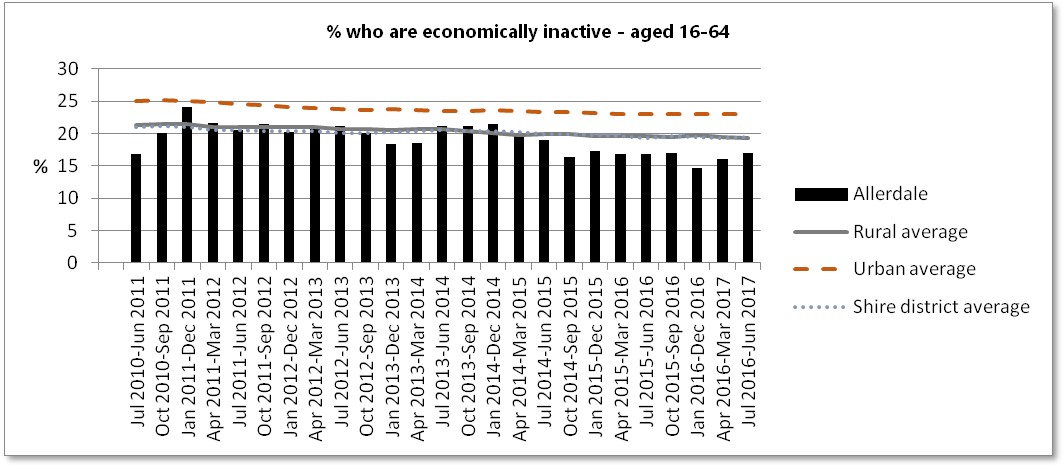 % who are economically inactive - aged 16-64
30
25
20
15
10
5
0
%
Jul 2010-Jun 2011
Oct 2010-Sep 2011
Jan 2011-Dec 2011
Apr 2011-Mar 2012
Jul 2011-Jun 2012
Oct 2011-Sep 2012
Jan 2012-Dec 2012
Apr 2012-Mar 2013
Jul 2012-Jun 2013
Oct 2012-Sep 2013
Jan 2013-Dec 2013
Apr 2013-Mar 2014
Jul 2013-Jun 2014
Oct 2013-Sep 2014
Jan 2014-Dec 2014
Apr 2014-Mar 2015
Jul 2014-Jun 2015
Oct 2014-Sep 2015
Jan 2015-Dec 2015
Apr 2015-Mar 2016
Jul 2015-Jun 2016
Oct 2015-Sep 2016
Jan 2016-Dec 2016
Apr 2016-Mar 2017
Jul 2016-Jun 2017
Allerdale
Rural average
Urban average
Shire district average